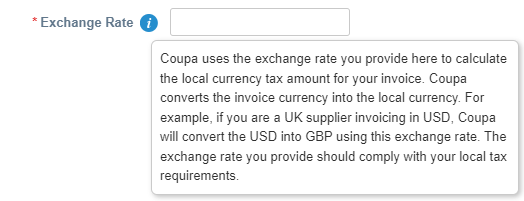 * Exchange Rate i
Coupa uses the exchange rate you provide here to calculate
the local currency tax amount for your invoice. Coupa
converts the invoice currency into the local currency. For
example, if you are a UK supplier invoicing in USD, Coupa
will convert the USD into GBP using this exchange rate. The
exchange rate you provide should comply with your local tax
requirements.